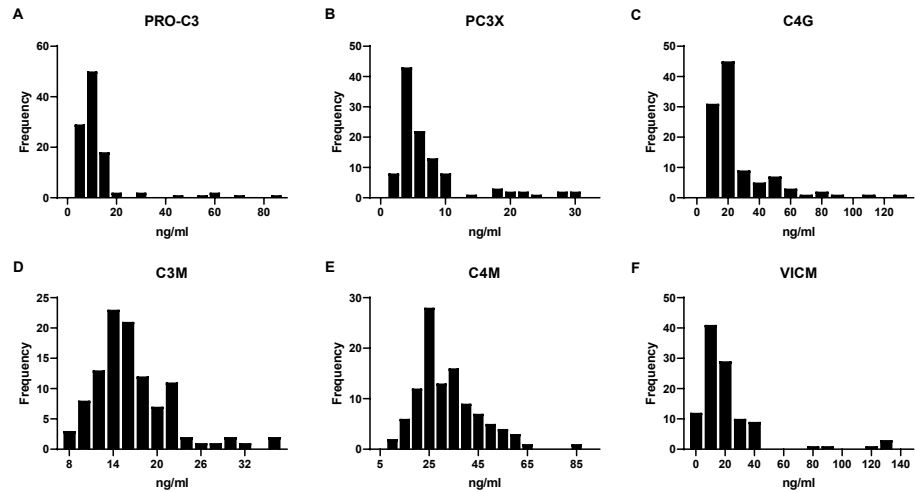 A
PRO-C3
60
40
20
0
Frequency
0 20 40 60 80
ng/ml
B
PC3X
50
40
30
20
10
0
Frequency
0 10 20 30
ng/ml
C
C4G
50
40
30
20
10
0
Frequency
0 20 40 60 80 100 120
ng/ml
D
C3M
25
20
15
10
5
0
Frequency
8 14 20 26 32
ng/ml
E
C4M
30
20
10
0
Frequency
5 25 45 65 85
ng/ml
F
VICM
50
40
30
20
10
0
Frequency
0 20 40 60 80 100 120 140
ng/ml